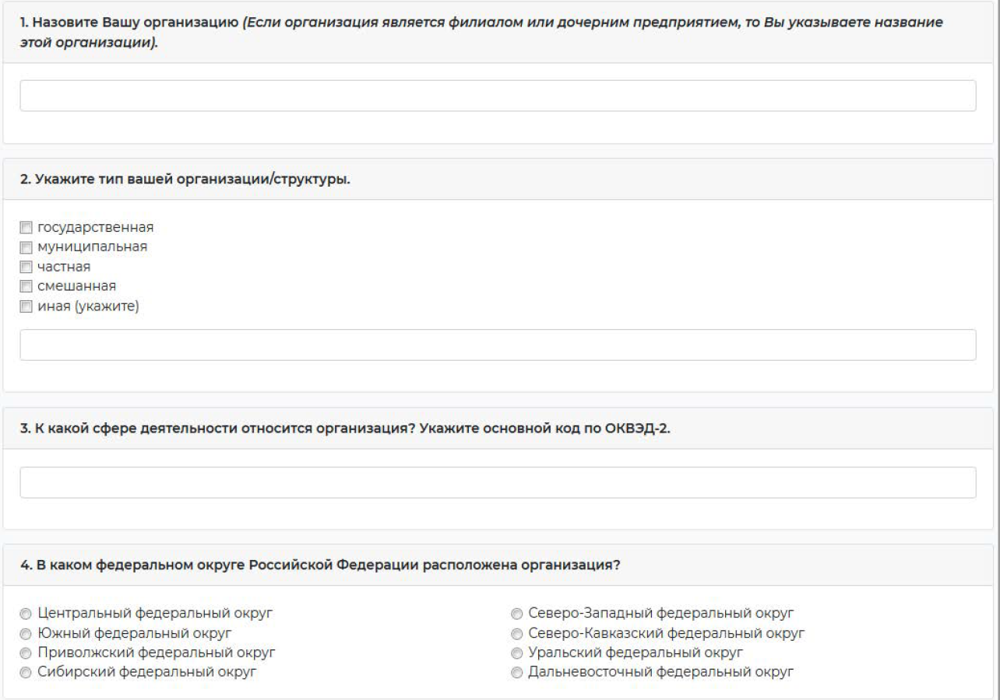 1. Назовите Вашу организацию (Если организация является филиалом или дочерним предприятием, то Вы указываете название
этой организации).
2. Укажите тип вашей организации/структуры.
государственная
муниципальная
частная
смешанная
иная (укажите)
3. К какой сфере деятельности относится организация? Укажите основной код по ОКВЭД-2.
4. В каком федеральном округе Российской Федерации расположена организация?
Центральный федеральный округ
Северо-Западный федеральный округ
Южный федеральный округ
Северо-Кавказский федеральный округ
Приволжский федеральный округ
Уральский федеральный округ
Сибирский федеральный округ
Дальневосточный федеральный округ